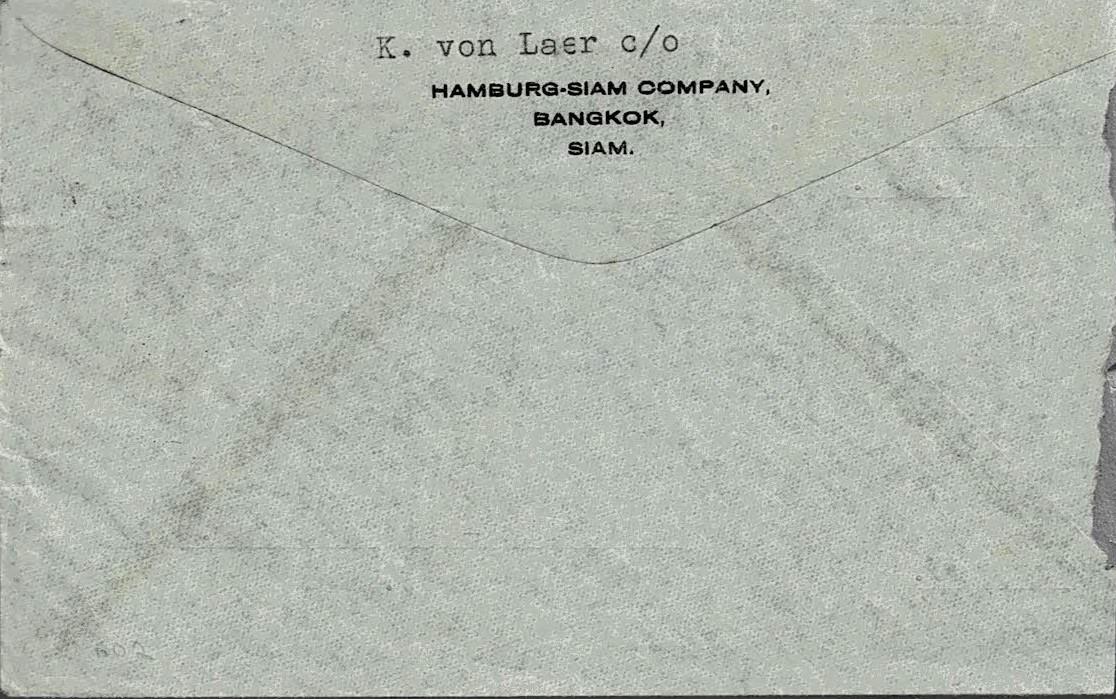 K. von Laer c/o
HAMBURG-SIAM COMPANY,
BANGKOK,
SIAM.